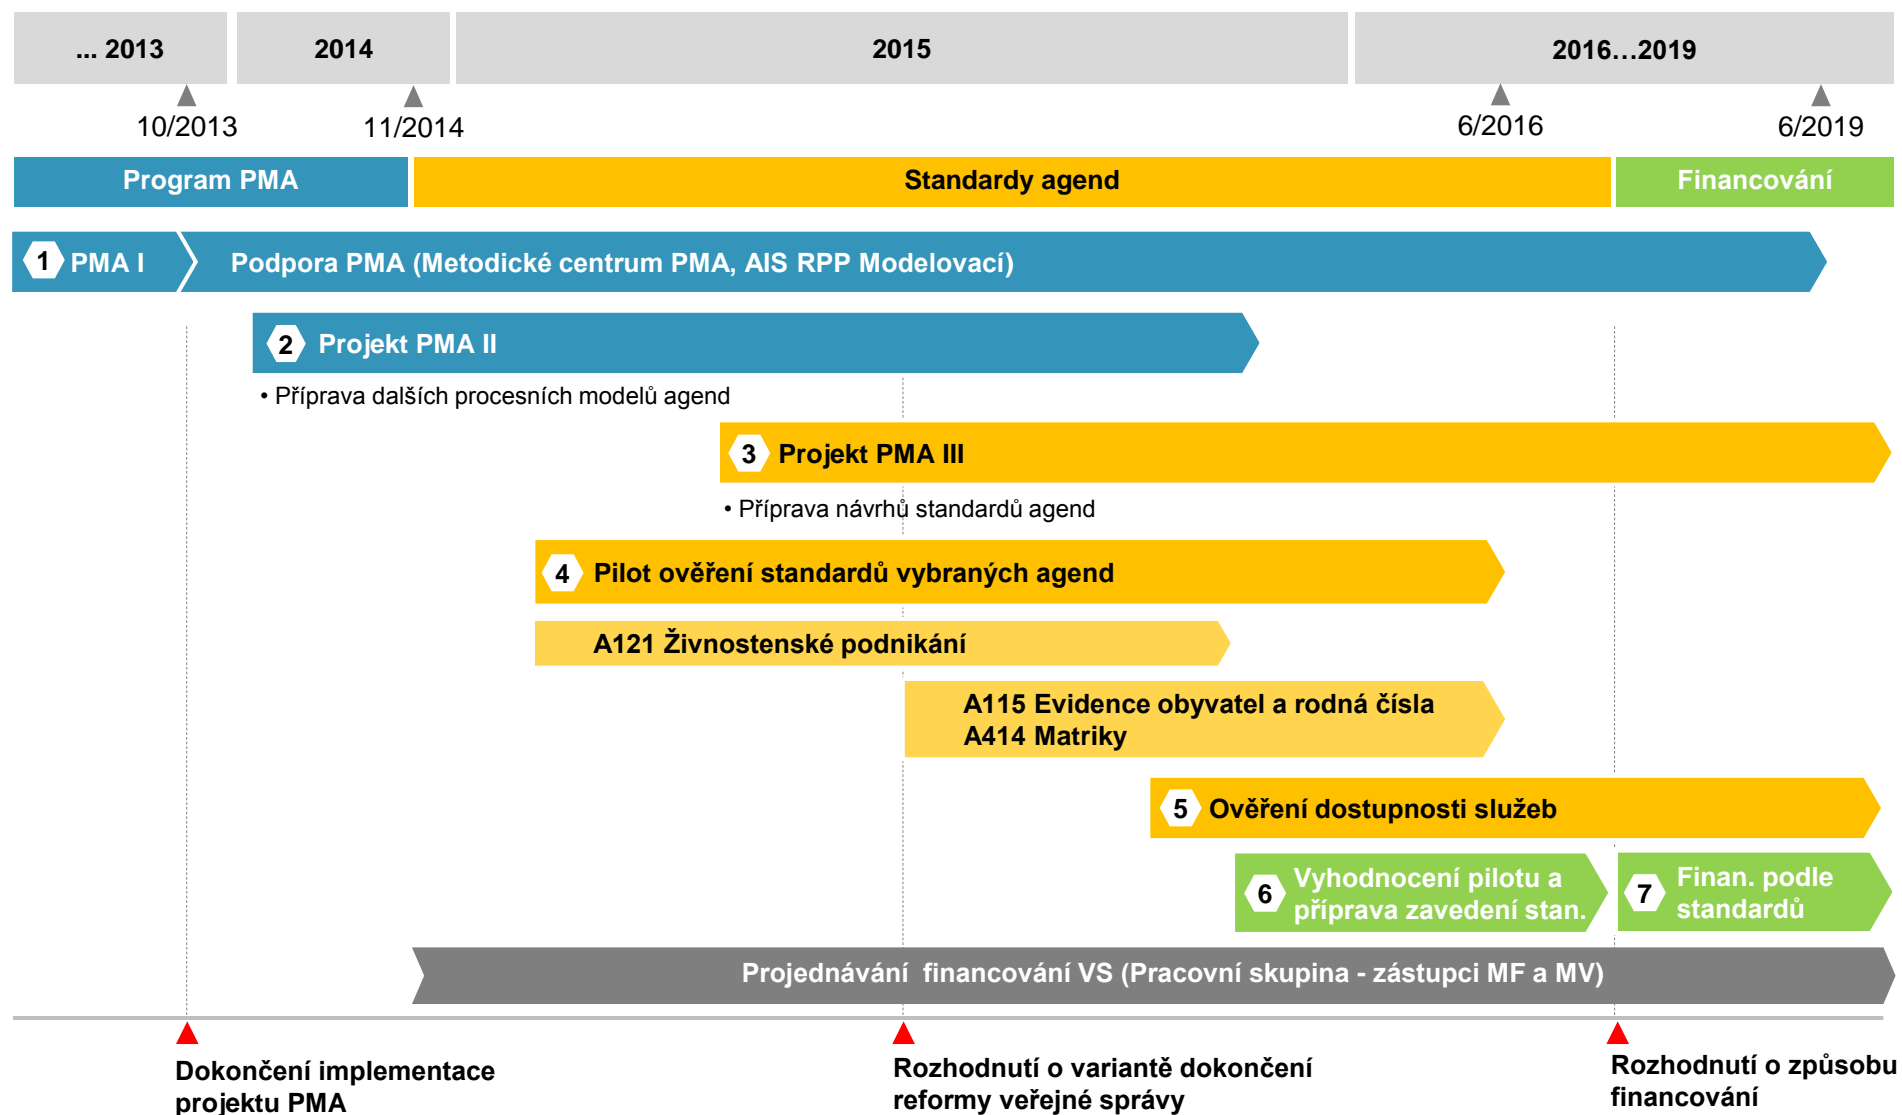 ... 2013
2014
2015
2016…2019
10/2013
11/2014
6/2016
6/2019
Program PMA
Standardy agend
Financování
1 PMA I
Podpora PMA (Metodické centrum PMA, AIS RPP Modelovací)
2 Projekt PMA II
• Příprava dalších procesních modelů agend
3 Projekt PMA III
• Příprava návrhů standardů agend
4 Pilot ověření standardů vybraných agend
A121 Živnostenské podnikání
A115 Evidence obyvatel a rodná čísla
A414 Matriky
5 Ověření dostupnosti služeb
6 Vyhodnocení pilotu a
příprava zavedení stan.
7 Finan. podle
standardů
Projednávání  financování VS (Pracovní skupina - zástupci MF a MV)
Dokončení implementace
projektu PMA
Rozhodnutí o variantě dokončení
reformy veřejné správy
Rozhodnutí o způsobu
financování